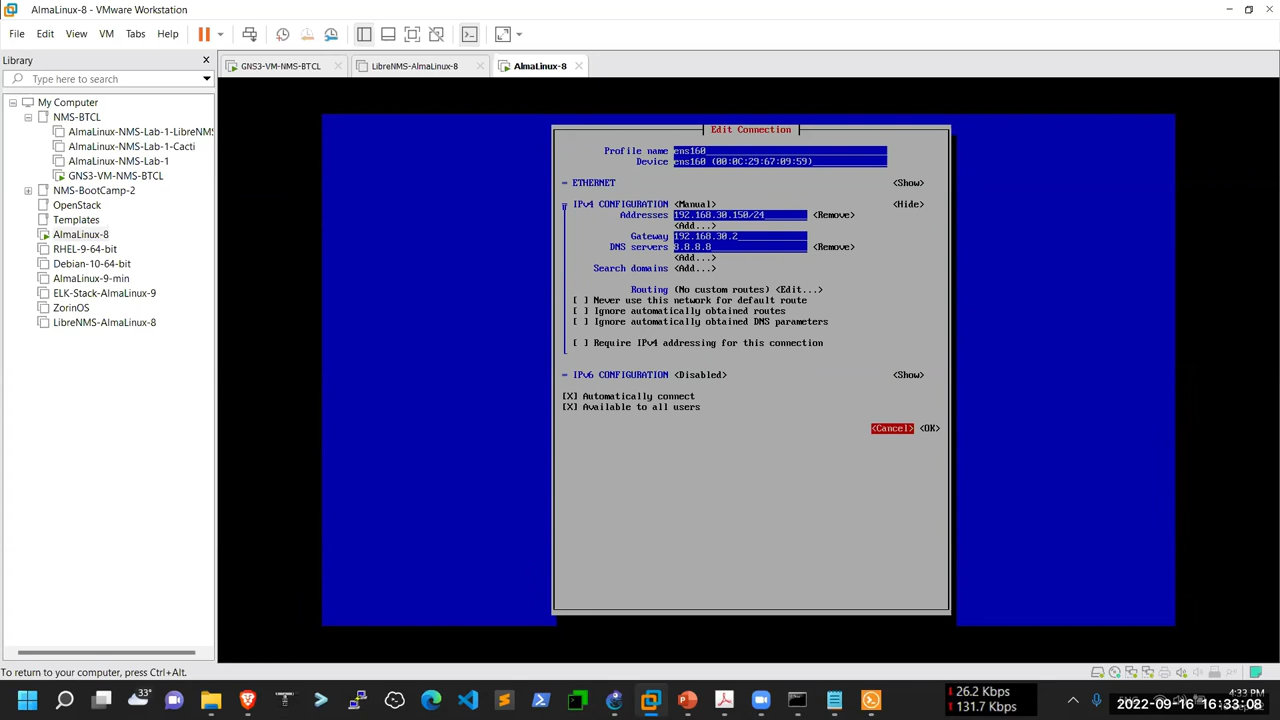 AlmaLinux-8 - VMware Workstation
File Edit View VM Tabs Help
Library
Type here to search
My Computer
NMS-BTCL
AlmaLinux-NMS-Lab-1-LibreNMS
AlmaLinux-NMS-Lab-1-Cacti
AlmaLinux-NMS-Lab-1
GNS3-VM-NMS-BTCL
NMS-BootCamp-2
OpenStack
Templates
AlmaLinux-8
RHEL-9-64-bit
Debian-10-64-bit
AlmaLinux-9-min
ELK-Stack-AlmaLinux-9
ZorinOS
LibreNMS-AlmaLinux-8
GNS3-VM-NMS-BTCL LibreNMS-AlmaLinux-8 AlmaLinux-8
Edit Connection
Profile name ens160
Device ens160 (00:0C:29:67:09:59)
= ETHERNET <Show>
IPv4 CONFIGURATION <Manual> <Hide>
Addresses 192.168.30.150/24 <Remove>
<Add...>
Gateway 192.168.30.2
DNS servers 8.8.8.8 <Remove>
<Add...>
Search domains <Add...>
Routing (No custom routes) <Edit...>
[ ] Never use this network for default route
[ ] Ignore automatically obtained routes
[ ] Ignore automatically obtained DNS parameters
[ ] Require IPv4 addressing for this connection
= IPv6 CONFIGURATION <Disabled> <Show>
[X] Automatically connect
[X] Available to all users
<Cancel> <OK>
To return to your computer, press Ctrl+Alt.
33°
26.2 Kbps
131.7 Kbps
4:33 PM
2022-09-16 16:33:08